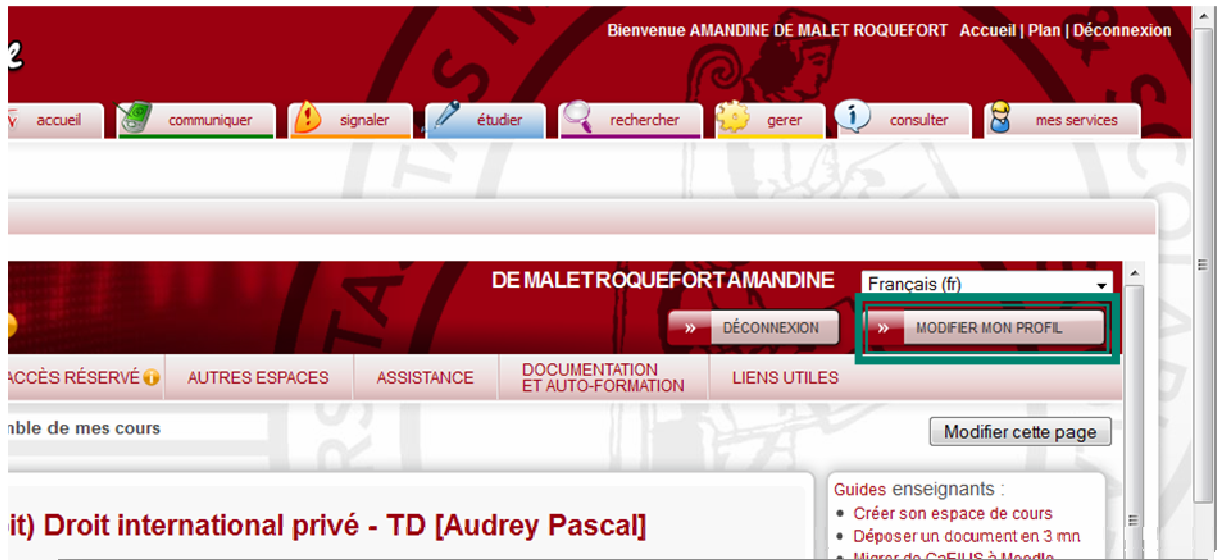 Bienvenue AMANDINE DE MALET ROQUEFORT Accueil | Plan | Déconnexion
accueil communiquer signaler étudier rechercher gerer consulter mes services
DE MALET ROQUEFORT AMANDINE Français (fr)
» DÉCONNEXION » MODIFIER MON PROFIL
ACCÈS RÉSERVÉ AUTRES ESPACES ASSISTANCE DOCUMENTATION
ET AUTO-FORMATION LIENS UTILES
mble de mes cours Modifier cette page
Guides enseignants :
• Créer son espace de cours
• Déposer un document en 3 mn
it) Droit international privé - TD [Audrey Pascal]